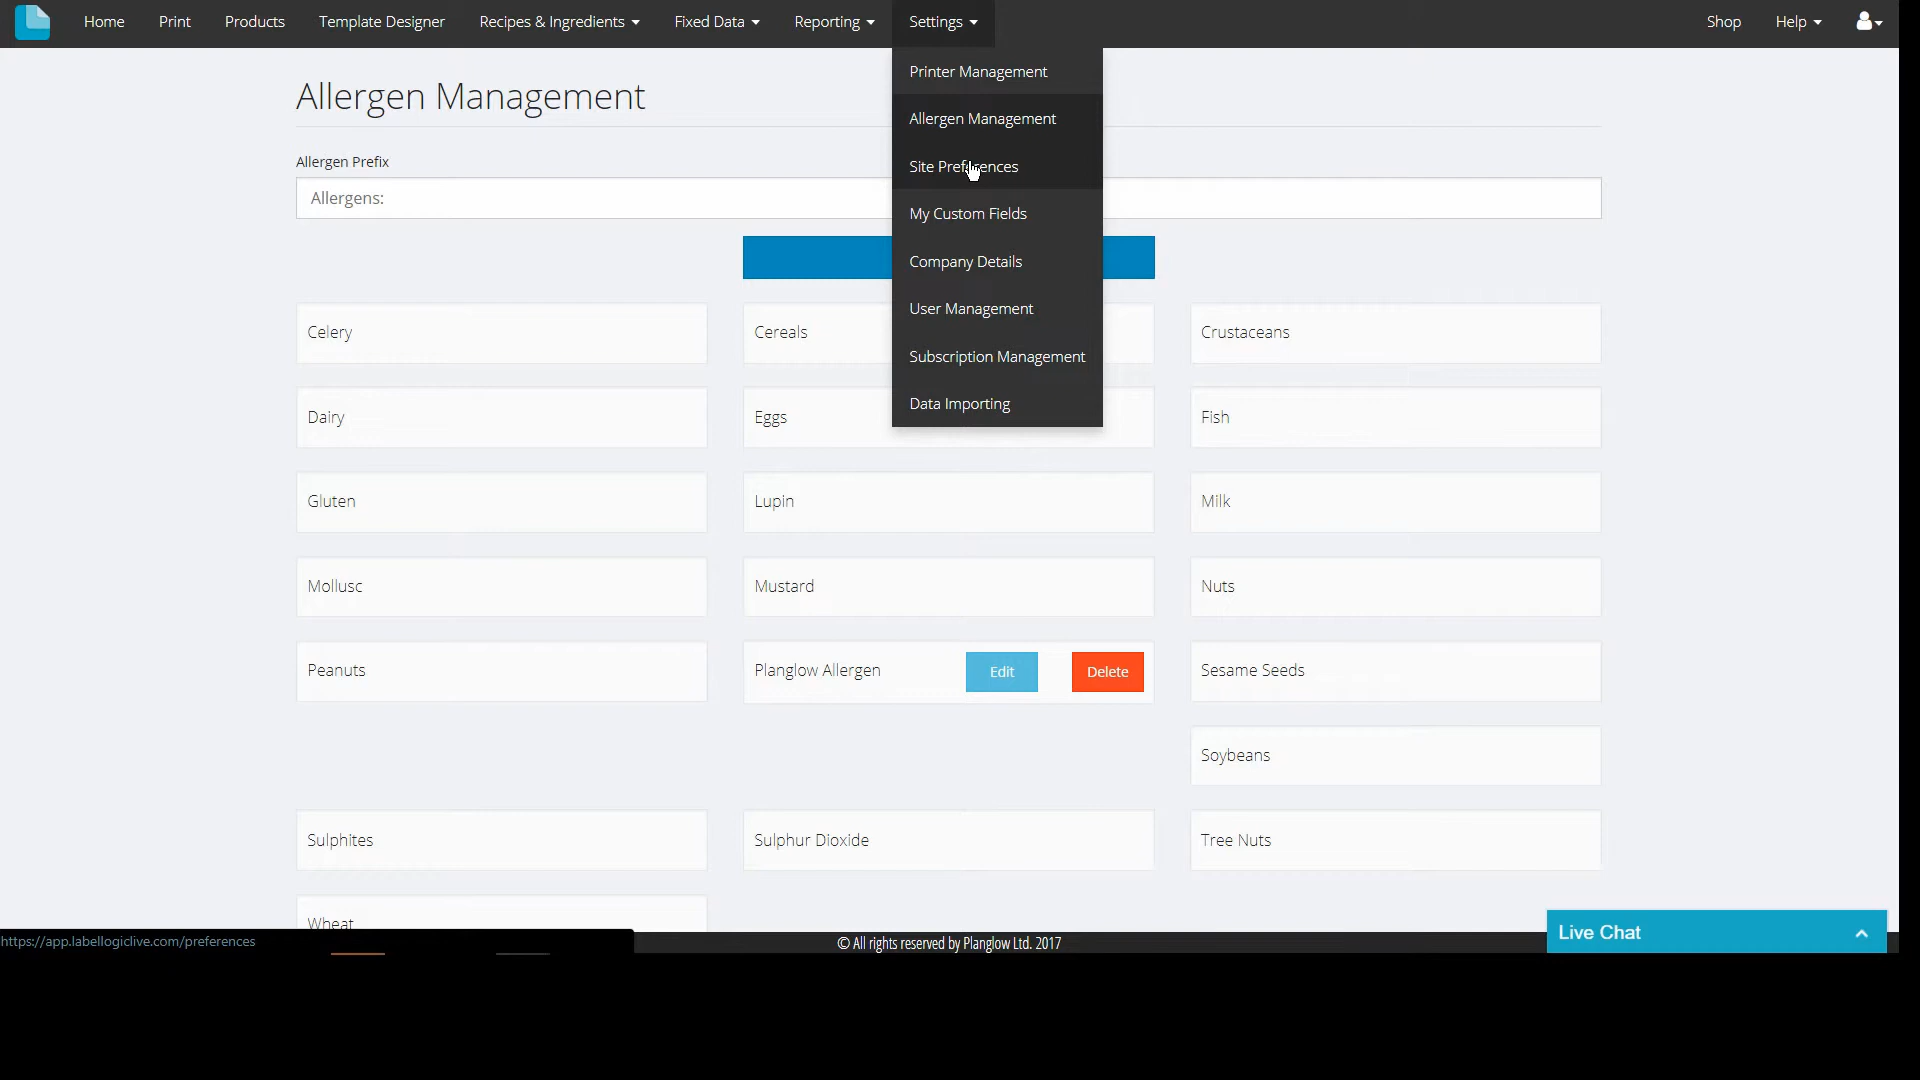 Home Print Products Template Designer Recipes & Ingredients Fixed Data Reporting Settings Shop Help
Printer Management
Allergen Management
Site Preferences
My Custom Fields
Company Details
User Management
Subscription Management
Data Importing
Allergen Management
Allergen Prefix
Allergens:
Celery Cereals Crustaceans
Dairy Eggs Fish
Gluten Lupin Milk
Mollusc Mustard Nuts
Peanuts Planglow Allergen Edit Delete Sesame Seeds
Soybeans
Sulphites Sulphur Dioxide Tree Nuts
Wheat
Live Chat
https://app.labellogiclive.com/preferences
© All rights reserved by Planglow Ltd. 2017